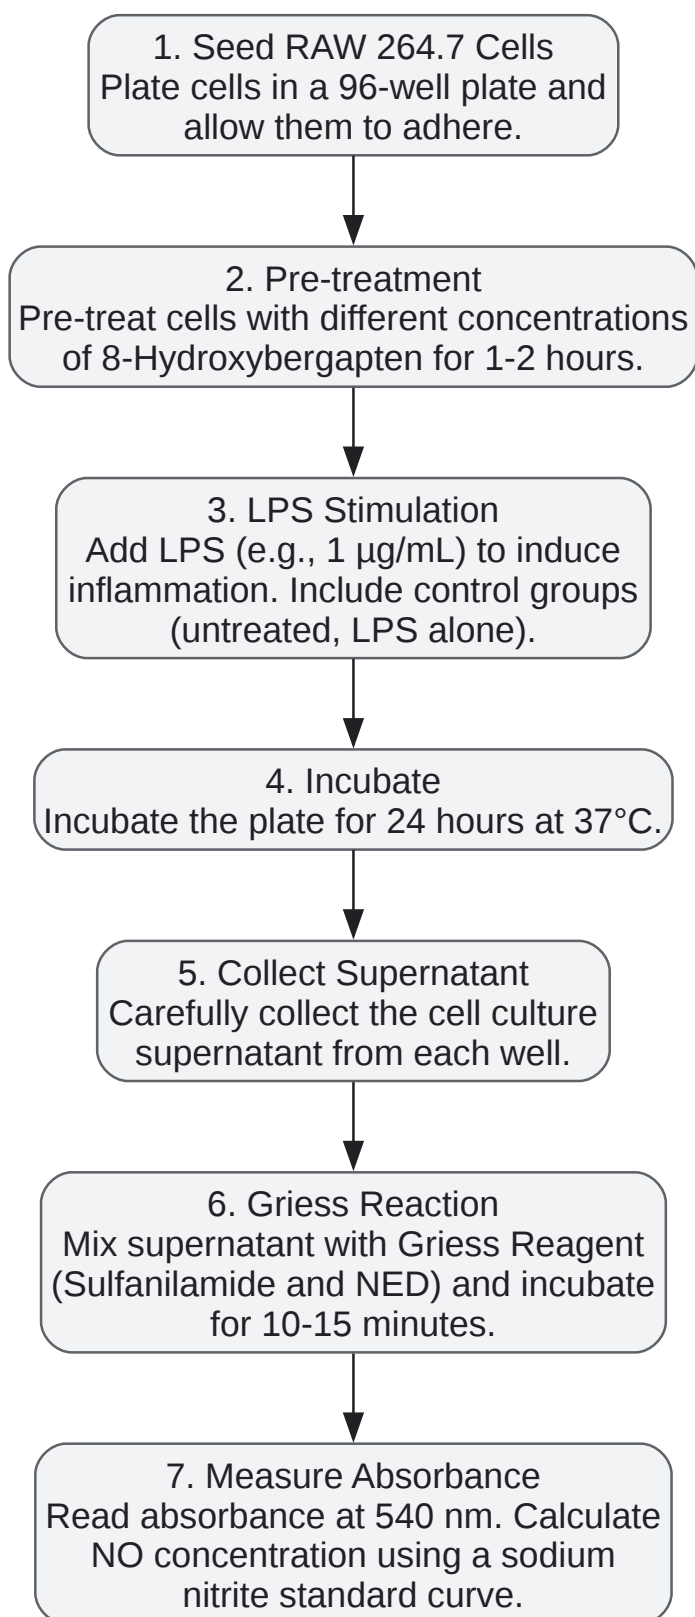 1. Seed RAW 264.7 Cells
Plate cells in a 96-well plate and
allow them to adhere.
2. Pre-treatment
Pre-treat cells with different concentrations
of 8-Hydroxybergapten for 1-2 hours.
3. LPS Stimulation
Add LPS (e.g., 1 µg/mL) to induce
inflammation. Include control groups
(untreated, LPS alone).
4. Incubate
Incubate the plate for 24 hours at 37°C.
5. Collect Supernatant
Carefully collect the cell culture
supernatant from each well.
6. Griess Reaction
Mix supernatant with Griess Reagent
(Sulfanilamide and NED) and incubate
for 10-15 minutes.
7. Measure Absorbance
Read absorbance at 540 nm. Calculate
NO concentration using a sodium
nitrite standard curve.